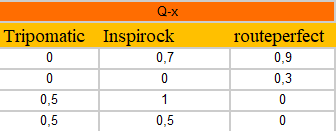 Q-x
Tripomatic Inspirock routeperfect
0 0,7 0,9
0 0 0,3
0,5 1 0
0,5 0,5 0